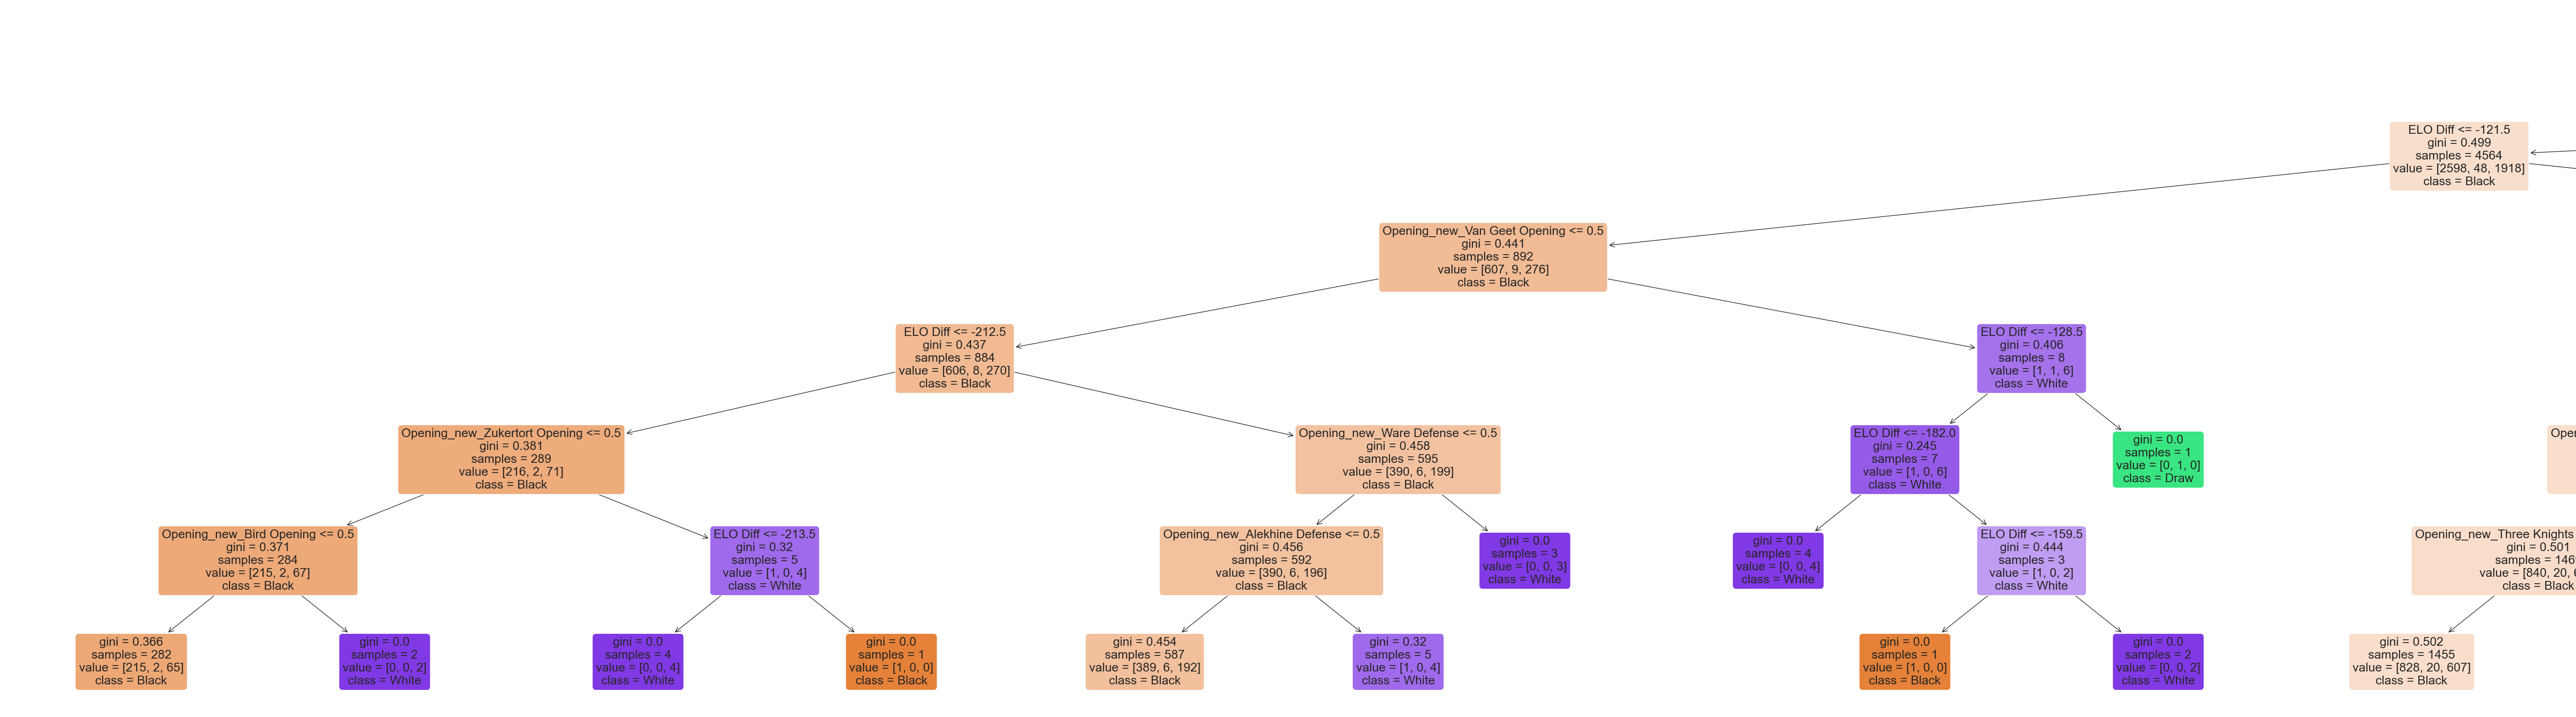 ELO Diff <= -121.5
gini = 0.499
samples = 4564
value = [2598, 48, 1918]
class = Black
Opening_new_Van Geet Opening <= 0.5
gini = 0.441
samples = 892
value = [607, 9, 276]
class = Black
ELO Diff <= -212.5
gini = 0.437
samples = 884
value = [606, 8, 270]
class = Black
ELO Diff <= -128.5
gini = 0.406
samples = 8
value = [1, 1, 6]
class = White
Opening_new_Zukertort Opening <= 0.5
gini = 0.381
samples = 289
value = [216, 2, 71]
class = Black
Opening_new_Ware Defense <= 0.5
gini = 0.458
samples = 595
value = [390, 6, 199]
class = Black
ELO Diff <= -182.0
gini = 0.245
samples = 7
value = [1, 0, 6]
class = White
gini = 0.0
samples = 1
value = [0, 1, 0]
class = Draw
Opening_new_Bird Opening <= 0.5
gini = 0.371
samples = 284
value = [215, 2, 67]
class = Black
ELO Diff <= -213.5
gini = 0.32
samples = 5
value = [1, 0, 4]
class = White
Opening_new_Alekhine Defense <= 0.5
gini = 0.456
samples = 592
value = [390, 6, 196]
class = Black
gini = 0.0
samples = 3
value = [0, 0, 3]
class = White
gini = 0.0
samples = 4
value = [0, 0, 4]
class = White
ELO Diff <= -159.5
gini = 0.444
samples = 3
value = [1, 0, 2]
class = White
Opening_new_Three Knights
gini = 0.501
samples = 146
value = [840, 20, 
class = Black
gini = 0.366
samples = 282
value = [215, 2, 65]
class = Black
gini = 0.0
samples = 2
value = [0, 0, 2]
class = White
gini = 0.0
samples = 4
value = [0, 0, 4]
class = White
gini = 0.0
samples = 1
value = [1, 0, 0]
class = Black
gini = 0.454
samples = 587
value = [389, 6, 192]
class = Black
gini = 0.32
samples = 5
value = [1, 0, 4]
class = White
gini = 0.0
samples = 1
value = [1, 0, 0]
class = Black
gini = 0.0
samples = 2
value = [0, 0, 2]
class = White
gini = 0.502
samples = 1455
value = [828, 20, 607]
class = Black